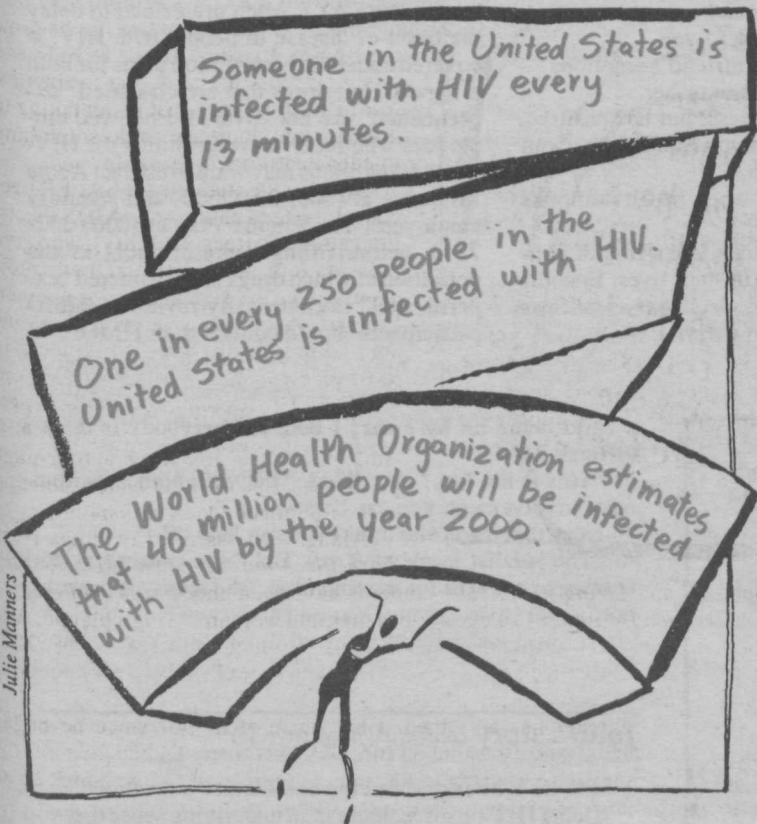 Someone in the United States is
infected with HIV every
13 minutes.
One in every 250 people in the
United States is infected with HIV.
The World Health Organization estimates
that 40 million people will be infected
with HIV by the year 2000.
Julie Manners